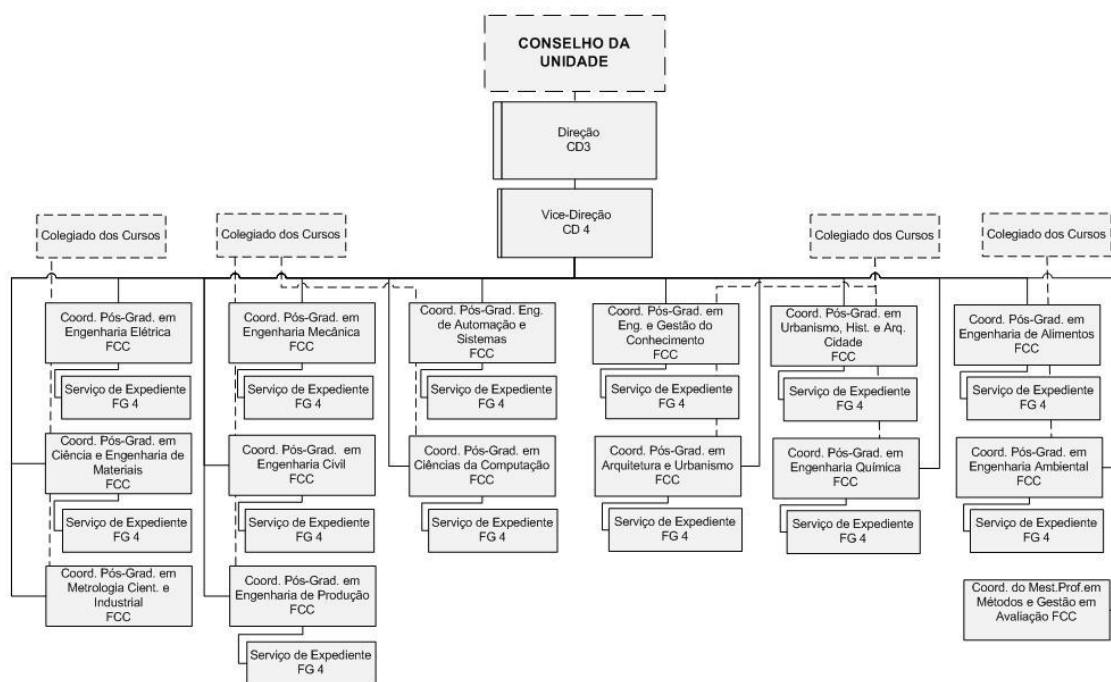 CONSELHO DA
UNIDADE
Direção
CD3
Vice-Direção
CD 4
Colegiado dos Cursos
Colegiado dos Cursos
Colegiado dos Cursos
Colegiado dos Cursos
Coord. Pós-Grad. em
Engenharia Elétrica
FCC
Coord. Pós-Grad. em
Engenharia Mecânica
FCC
Coord. Pós-Grad. Eng.
de Automação e
Sistemas
FCC
Coord. Pós-Grad. em
Eng. e Gestão do
Conhecimento
FCC
Coord. Pós-Grad. em
Urbanismo, Hist. e Arq.
Cidade
FCC
Coord. Pós-Grad. em
Engenharia de Alimentos
FCC
Serviço de Expediente
FG 4
Serviço de Expediente
FG 4
Serviço de Expediente
FG 4
Serviço de Expediente
FG 4
Serviço de Expediente
FG 4
Serviço de Expediente
FG 4
Coord. Pós-Grad. em
Ciência e Engenharia de
Materiais
FCC
Coord. Pós-Grad. em
Engenharia Civil
FCC
Coord. Pós-Grad. em
Ciências da Computação
FCC
Coord. Pós-Grad. em
Arquitetura e Urbanismo
FCC
Coord. Pós-Grad. em
Engenharia Química
FCC
Coord. Pós-Grad. em
Engenharia Ambiental
FCC
Serviço de Expediente
FG 4
Serviço de Expediente
FG 4
Serviço de Expediente
FG 4
Serviço de Expediente
FG 4
Serviço de Expediente
FG 4
Serviço de Expediente
FG 4
Coord. Pós-Grad. em
Metrologia Cient. e
Industrial
FCC
Coord. Pós-Grad. em
Engenharia de Produção
FCC
Coord. do Mest.Prof.em
Métodos e Gestão em
Avaliação FCC
Serviço de Expediente
FG 4